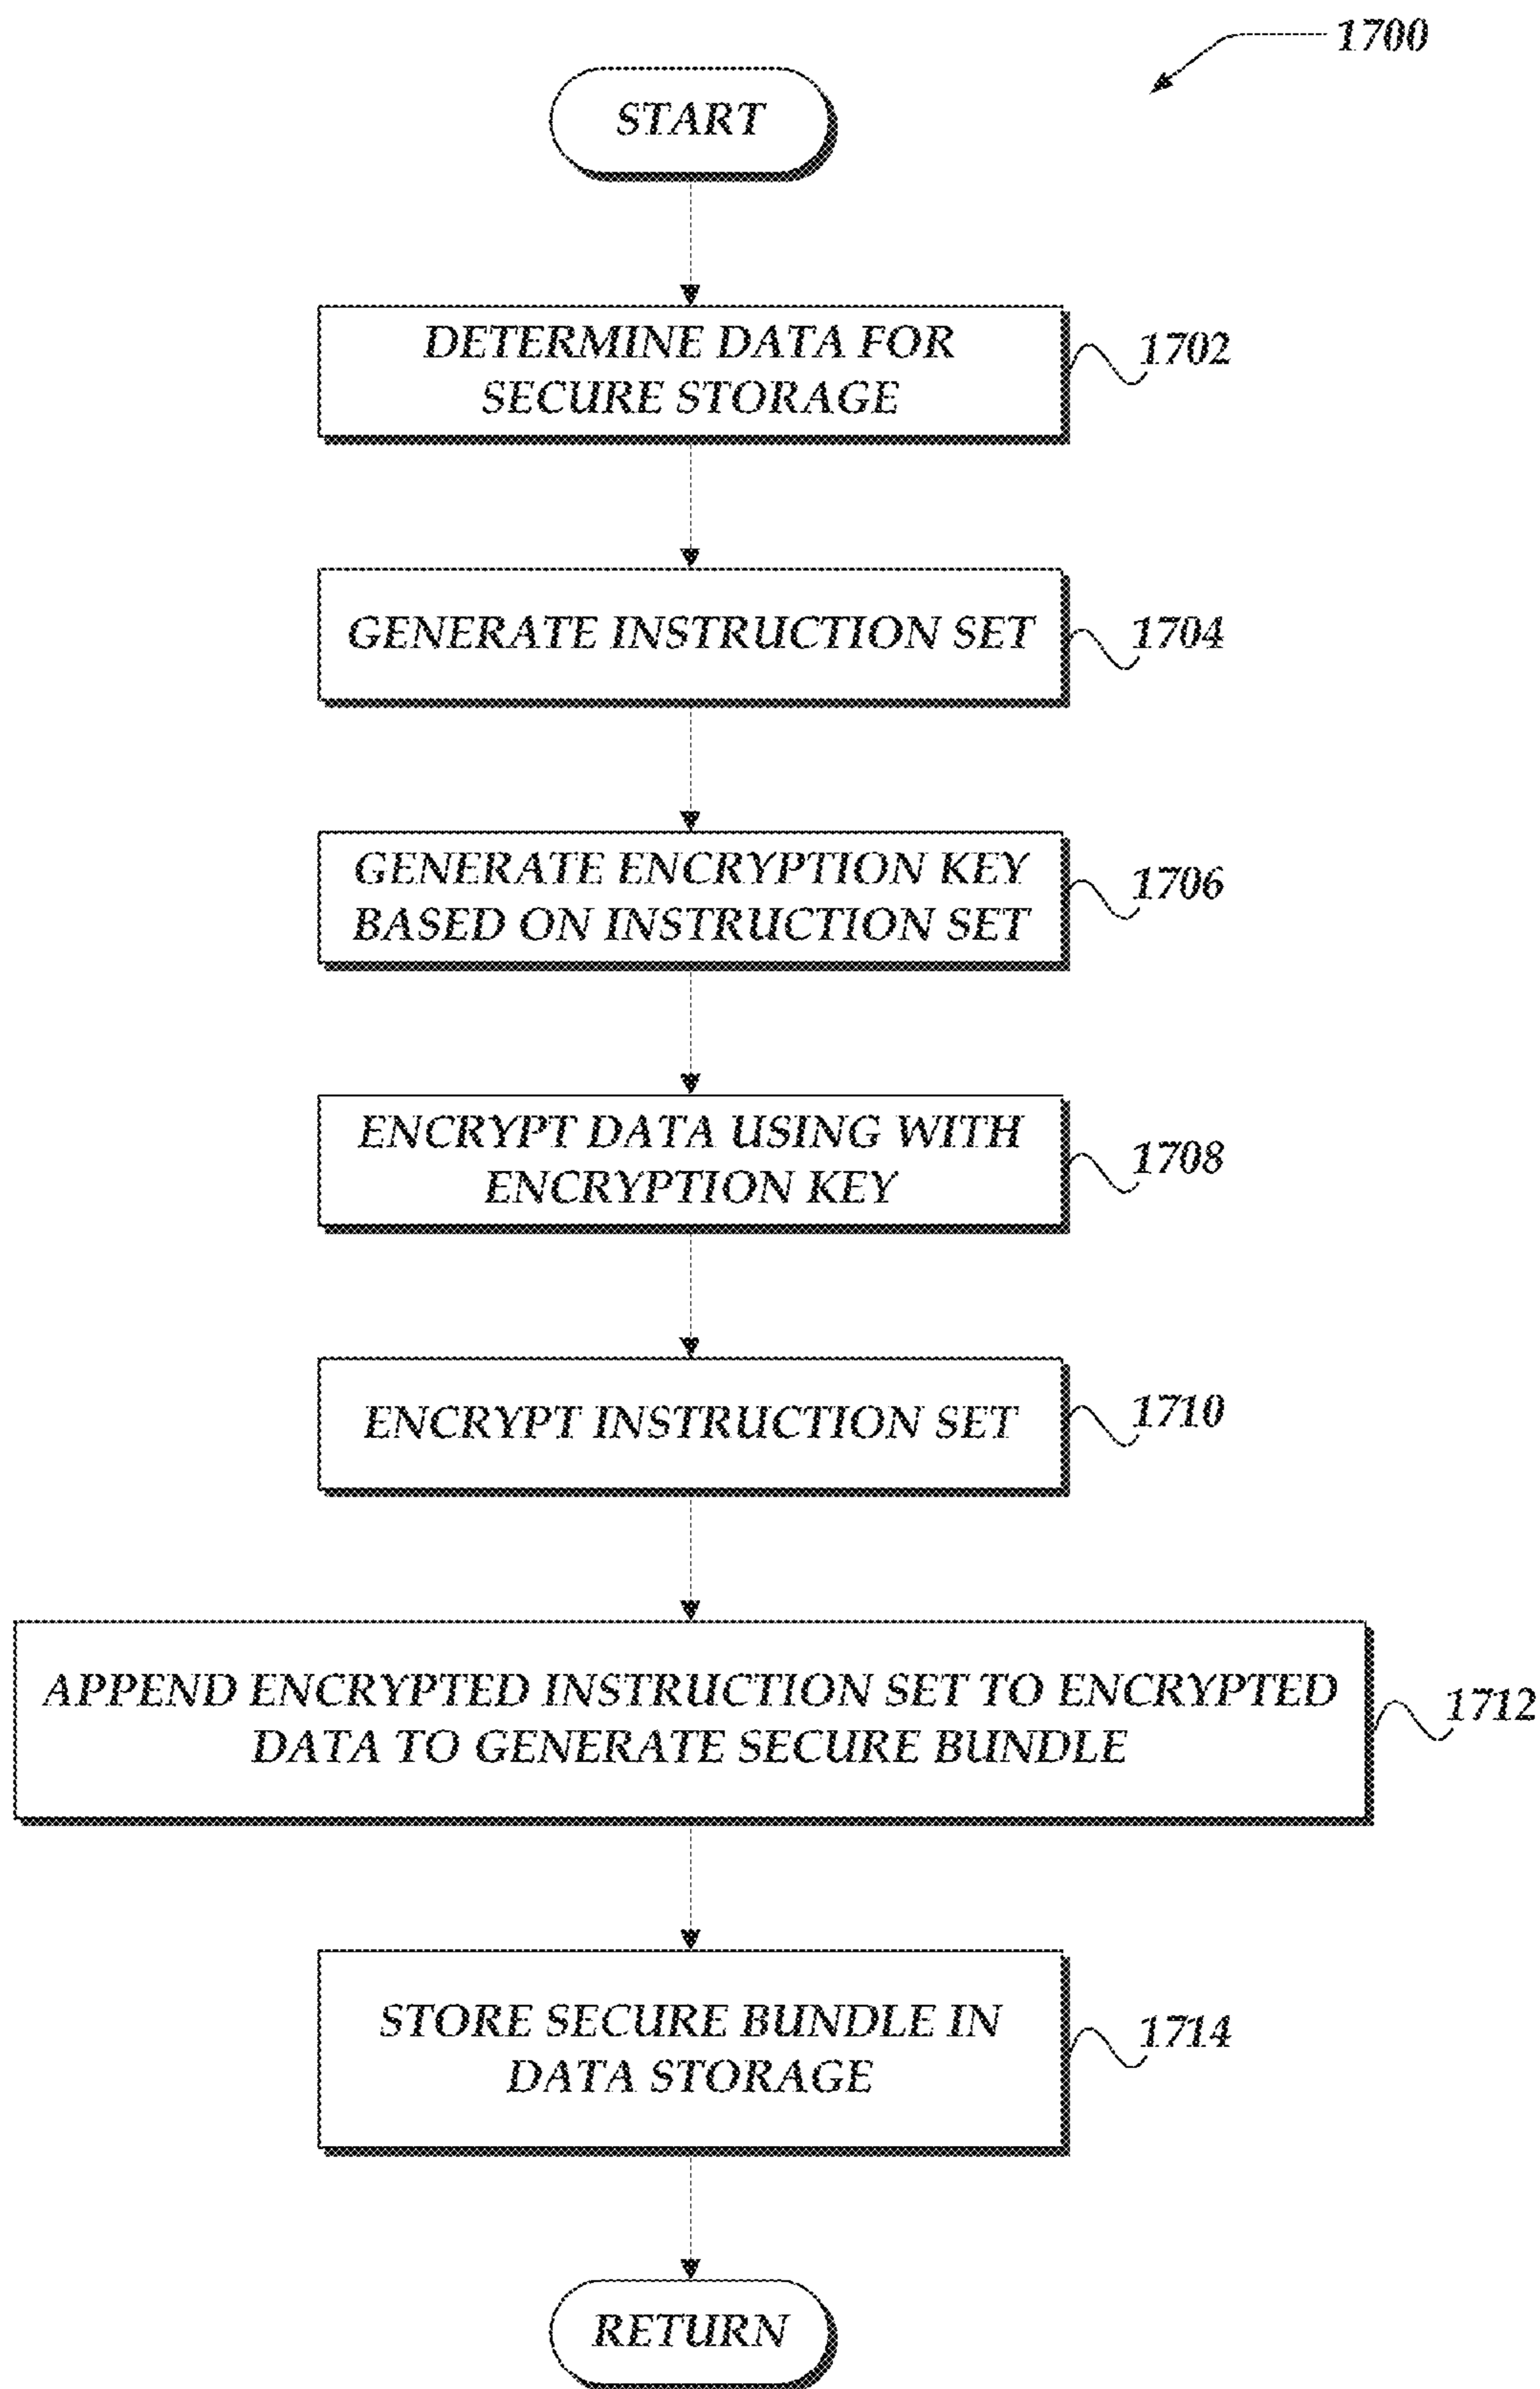 1700
START
DETERMINE DATA FOR
SECURE STORAGE
1702
GENERATE INSTRUCTION SET
1704
GENERATE ENCRYPTION KEY
BASED ON INSTRUCTION SET
1706
ENCRYPT DATA USING WITH
ENCRYPTION KEY
1708
ENCRYPT INSTRUCTION SET
1710
APPEND ENCRYPTED INSTRUCTION SET TO ENCRYPTED
DATA TO GENERATE SECURE BUNDLE
1712
STORE SECURE BUNDLE IN
DATA STORAGE
1714
RETURN